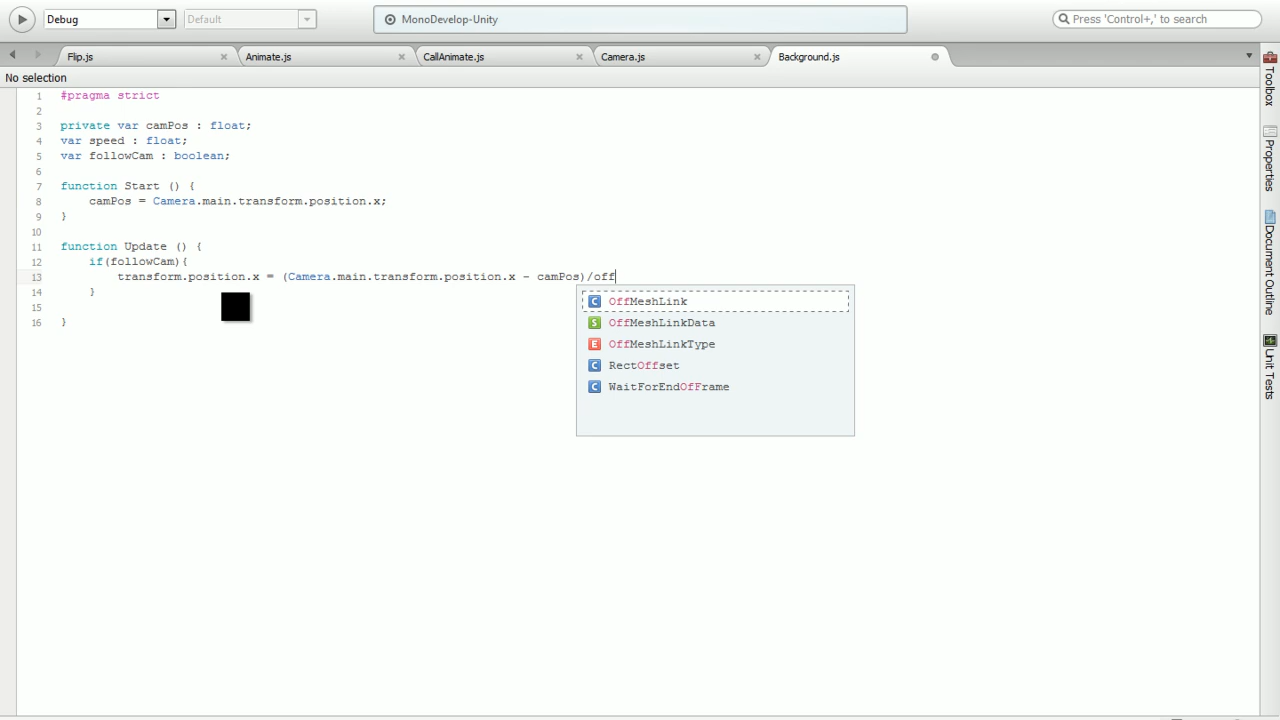 Debug
Default
MonoDevelop-Unity
Press 'Control+,' to search
Flip.js
Animate.js
CallAnimate.js
Camera.js
Background.js
No selection
1 #pragma strict
2
3 private var camPos : float;
4 var speed : float;
5 var followCam : boolean;
6
7 function Start () {
8 camPos = Camera.main.transform.position.x;
9 }
10
11 function Update () {
12 if(followCam){
13 transform.position.x = (Camera.main.transform.position.x - camPos)/off
14 }
15
16 }
C OffMeshLink
S OffMeshLinkData
E OffMeshLinkType
C RectOffset
C WaitForEndOfFrame
Toolbox
Properties
Document Outline
Unit Tests